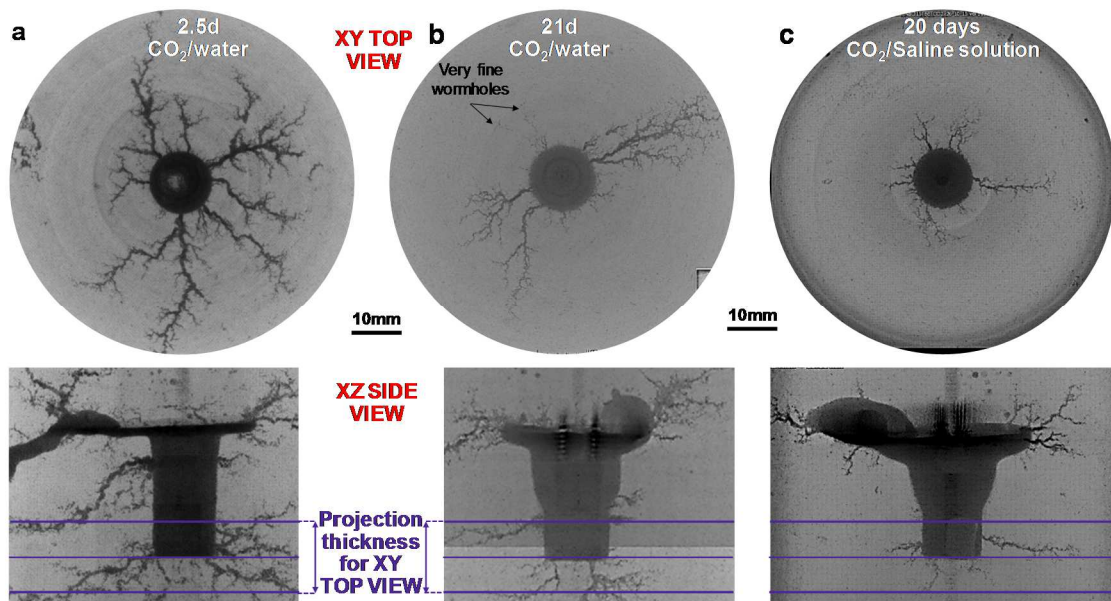 a
2.5d
CO₂/water
XY TOP
VIEW
b
21d
CO₂/water
Very fine
wormholes
c
20 days
CO₂/Saline solution
10mm
10mm
XZ SIDE
VIEW
Projection
thickness
for XY
TOP VIEW